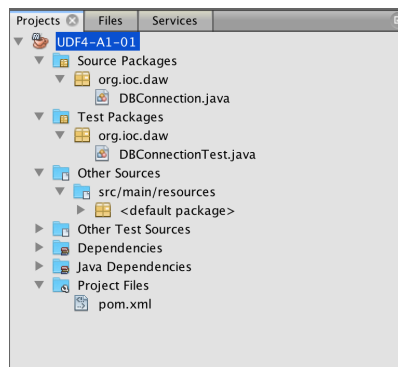 Projects Files Services
UDF4-A1-01
Source Packages
org.ioc.daw
DBConnection.java
Test Packages
org.ioc.daw
DBConnectionTest.java
Other Sources
src/main/resources
<default package>
Other Test Sources
Dependencies
Java Dependencies
Project Files
pom.xml